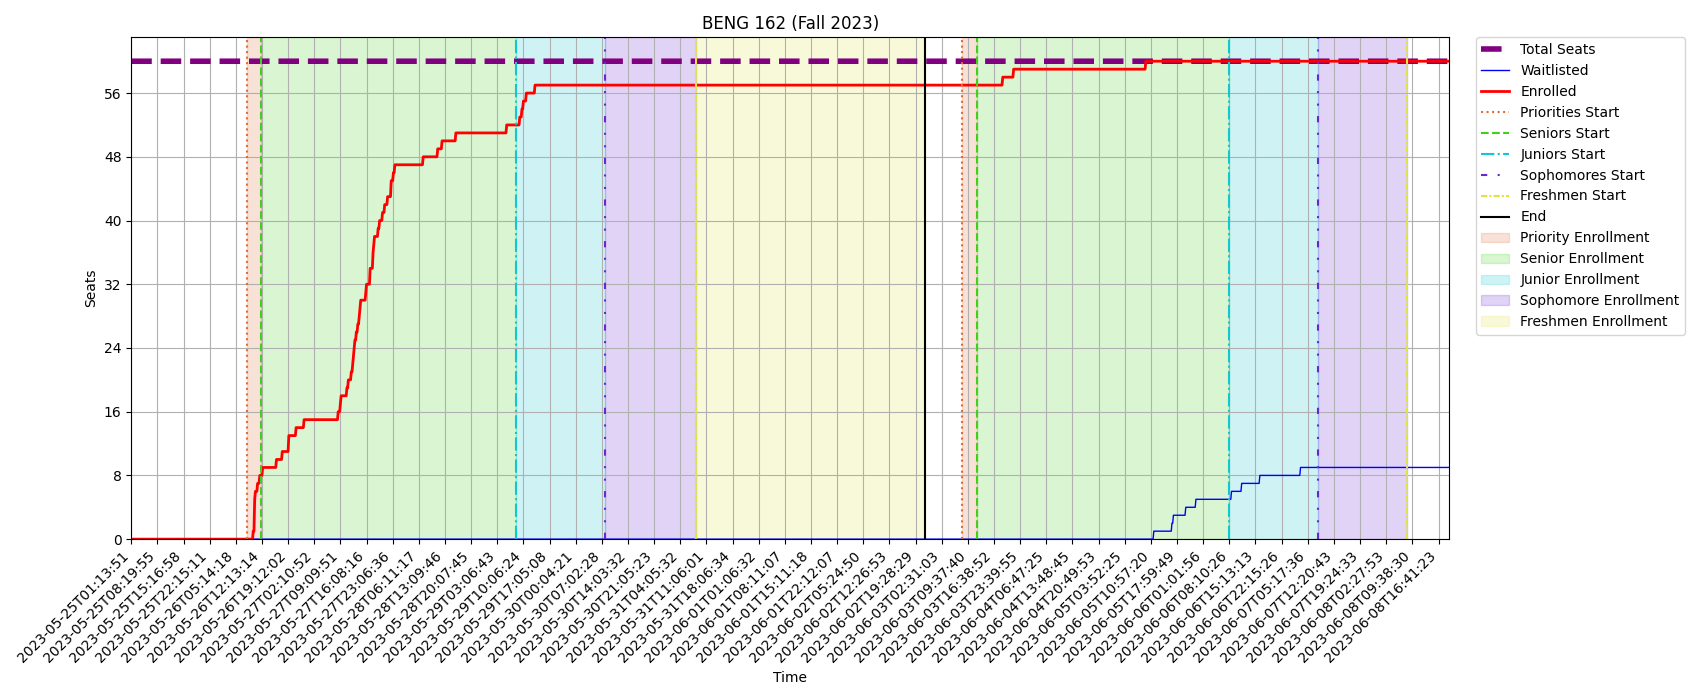 BENG 162 (Fall 2023)
Total Seats
Waitlisted
Enrolled
Priorities Start
Seniors Start
Juniors Start
Sophomores Start
Freshmen Start
End
Priority Enrollment
Senior Enrollment
Junior Enrollment
Sophomore Enrollment
Freshmen Enrollment
Seats
56
48
40
32
24
16
8
0
2023-05-25T01:13:51
2023-05-25T08:19:55
2023-05-25T15:16:58
2023-05-25T22:15:11
2023-05-26T05:14:18
2023-05-26T12:13:14
2023-05-26T19:12:02
2023-05-27T02:10:52
2023-05-27T09:09:51
2023-05-27T16:08:16
2023-05-27T23:06:36
2023-05-28T06:11:17
2023-05-28T13:09:46
2023-05-28T20:07:45
2023-05-29T03:06:43
2023-05-29T10:06:24
2023-05-29T17:05:08
2023-05-30T00:04:21
2023-05-30T07:02:28
2023-05-30T14:03:32
2023-05-30T21:05:23
2023-05-31T04:05:32
2023-05-31T11:06:01
2023-05-31T18:06:34
2023-06-01T01:06:32
2023-06-01T08:11:07
2023-06-01T15:11:18
2023-06-01T22:12:07
2023-06-02T05:24:50
2023-06-02T12:26:53
2023-06-02T19:28:29
2023-06-03T02:31:03
2023-06-03T09:37:40
2023-06-03T16:38:52
2023-06-03T23:39:55
2023-06-04T06:47:25
2023-06-04T13:48:45
2023-06-04T20:49:53
2023-06-05T03:52:25
2023-06-05T10:57:20
2023-06-05T17:59:49
2023-06-06T01:01:56
2023-06-06T08:10:26
2023-06-06T15:13:13
2023-06-06T22:15:26
2023-06-07T05:17:36
2023-06-07T12:20:43
2023-06-07T19:24:33
2023-06-08T02:27:53
2023-06-08T09:38:30
2023-06-08T16:41:23
Time